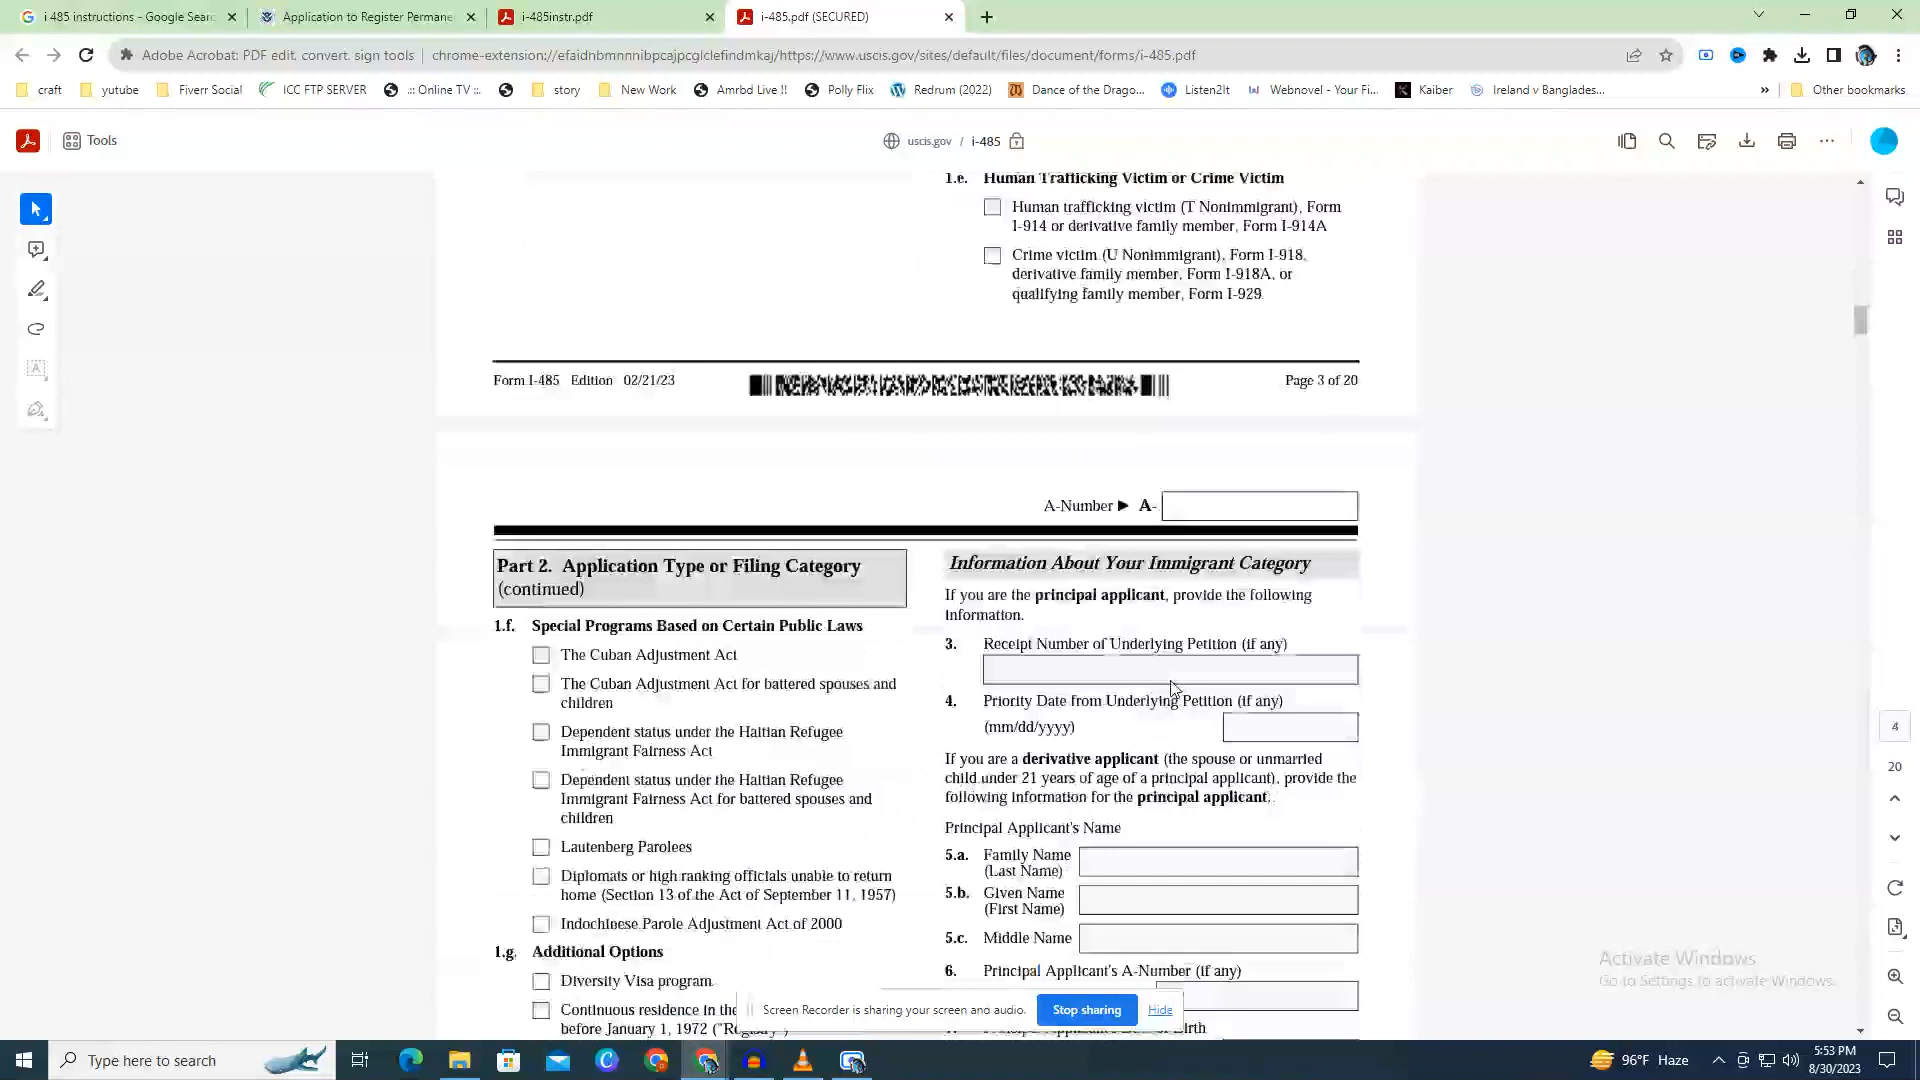 i 485 instructions - Google Searc
Application to Register Permane
i-485instr.pdf
i-485.pdf (SECURED)
Adobe Acrobat: PDF edit, convert, sign tools
chrome-extension://efaidnbmnnnibpcajpcglclefindmkaj/https://www.uscis.gov/sites/default/files/document/forms/i-485.pdf
craft
yutube
Fiverr Social
ICC FTP SERVER
.:: Online TV ::.
story
New Work
Amrbd Live !!
Polly Flix
Redrum (2022)
Dance of the Drago...
Listen2It
Webnovel - Your Fi...
Kaiber
Ireland v Banglades...
»
Other bookmarks
Tools
uscis.gov / i-485
1.e. Human Trafficking Victim or Crime Victim
Human trafficking victim (T Nonimmigrant), Form
I-914 or derivative family member, Form I-914A
Crime victim (U Nonimmigrant), Form I-918,
derivative family member, Form I-918A, or
qualifying family member, Form I-929
Form I-485 Edition 02/21/23
Page 3 of 20
A-Number ► A-
Part 2. Application Type or Filing Category
(continued)
1.f. Special Programs Based on Certain Public Laws
The Cuban Adjustment Act
The Cuban Adjustment Act for battered spouses and
children
Dependent status under the Haitian Refugee
Immigrant Fairness Act
Dependent status under the Haitian Refugee
Immigrant Fairness Act for battered spouses and
children
Lautenberg Parolees
Diplomats or high ranking officials unable to return
home (Section 13 of the Act of September 11, 1957)
Indochinese Parole Adjustment Act of 2000
1.g. Additional Options
Diversity Visa program
Continuous residence in the
before January 1, 1972 ("Registry")
Information About Your Immigrant Category
If you are the principal applicant, provide the following
information.
3. Receipt Number of Underlying Petition (if any)
4. Priority Date from Underlying Petition (if any)
(mm/dd/yyyy)
If you are a derivative applicant (the spouse or unmarried
child under 21 years of age of a principal applicant), provide the
following information for the principal applicant.
Principal Applicant's Name
5.a. Family Name
(Last Name)
5.b. Given Name
(First Name)
5.c. Middle Name
6. Principal Applicant's A-Number (if any)
4
20
Activate Windows
Go to Settings to activate Windows.
Screen Recorder is sharing your screen and audio.
Stop sharing
Hide
Type here to search
96°F Haze
5:53 PM
8/30/2023